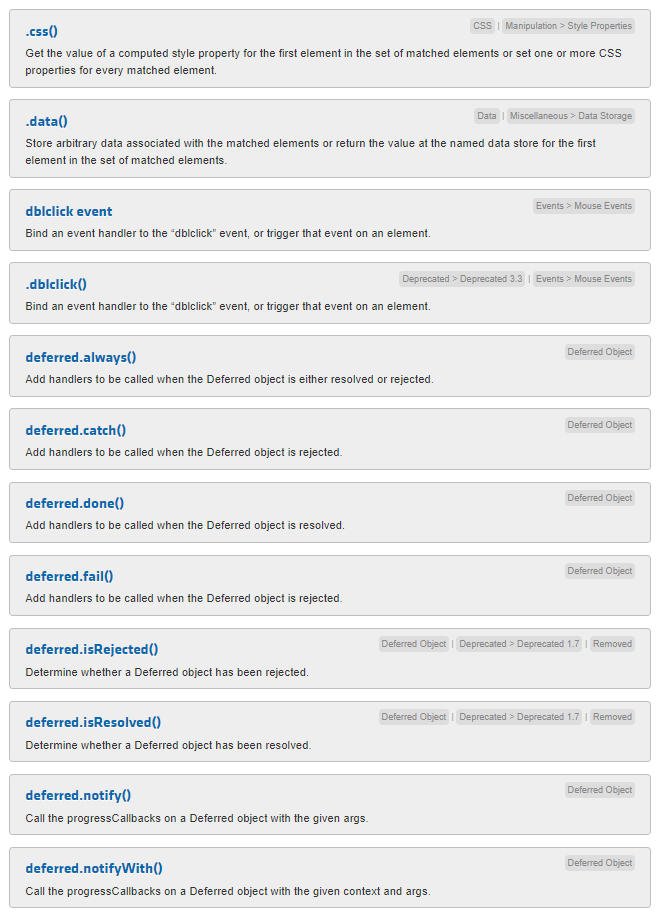 .css()
CSS | Manipulation > Style Properties
Get the value of a computed style property for the first element in the set of matched elements or set one or more CSS
properties for every matched element.
.data()
Data | Miscellaneous > Data Storage
Store arbitrary data associated with the matched elements or return the value at the named data store for the first
element in the set of matched elements.
dblclick event
Events > Mouse Events
Bind an event handler to the “dblclick” event, or trigger that event on an element.
.dblclick()
Deprecated > Deprecated 3.3 | Events > Mouse Events
Bind an event handler to the “dblclick” event, or trigger that event on an element.
deferred.always()
Deferred Object
Add handlers to be called when the Deferred object is either resolved or rejected.
deferred.catch()
Deferred Object
Add handlers to be called when the Deferred object is rejected.
deferred.done()
Deferred Object
Add handlers to be called when the Deferred object is resolved.
deferred.fail()
Deferred Object
Add handlers to be called when the Deferred object is rejected.
deferred.isRejected()
Deferred Object | Deprecated > Deprecated 1.7 | Removed
Determine whether a Deferred object has been rejected.
deferred.isResolved()
Deferred Object | Deprecated > Deprecated 1.7 | Removed
Determine whether a Deferred object has been resolved.
deferred.notify()
Deferred Object
Call the progressCallbacks on a Deferred object with the given args.
deferred.notifyWith()
Deferred Object
Call the progressCallbacks on a Deferred object with the given context and args.